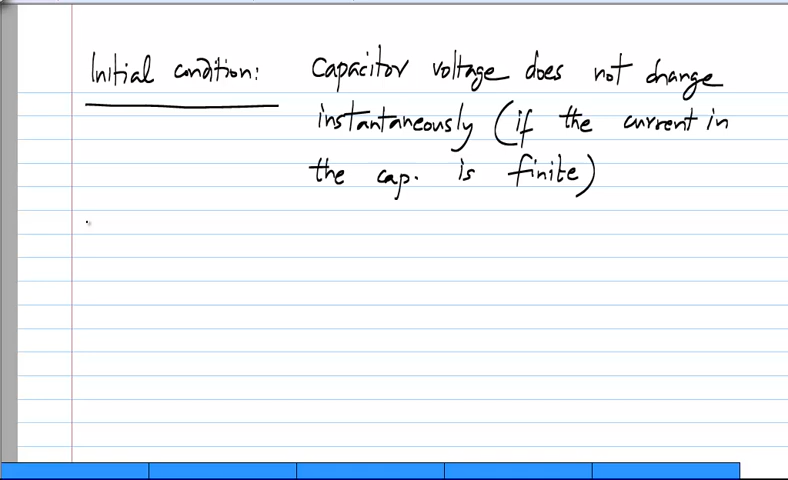 Initial condition: Capacitor voltage does not change
instantaneously (if the current in
the cap. is finite)